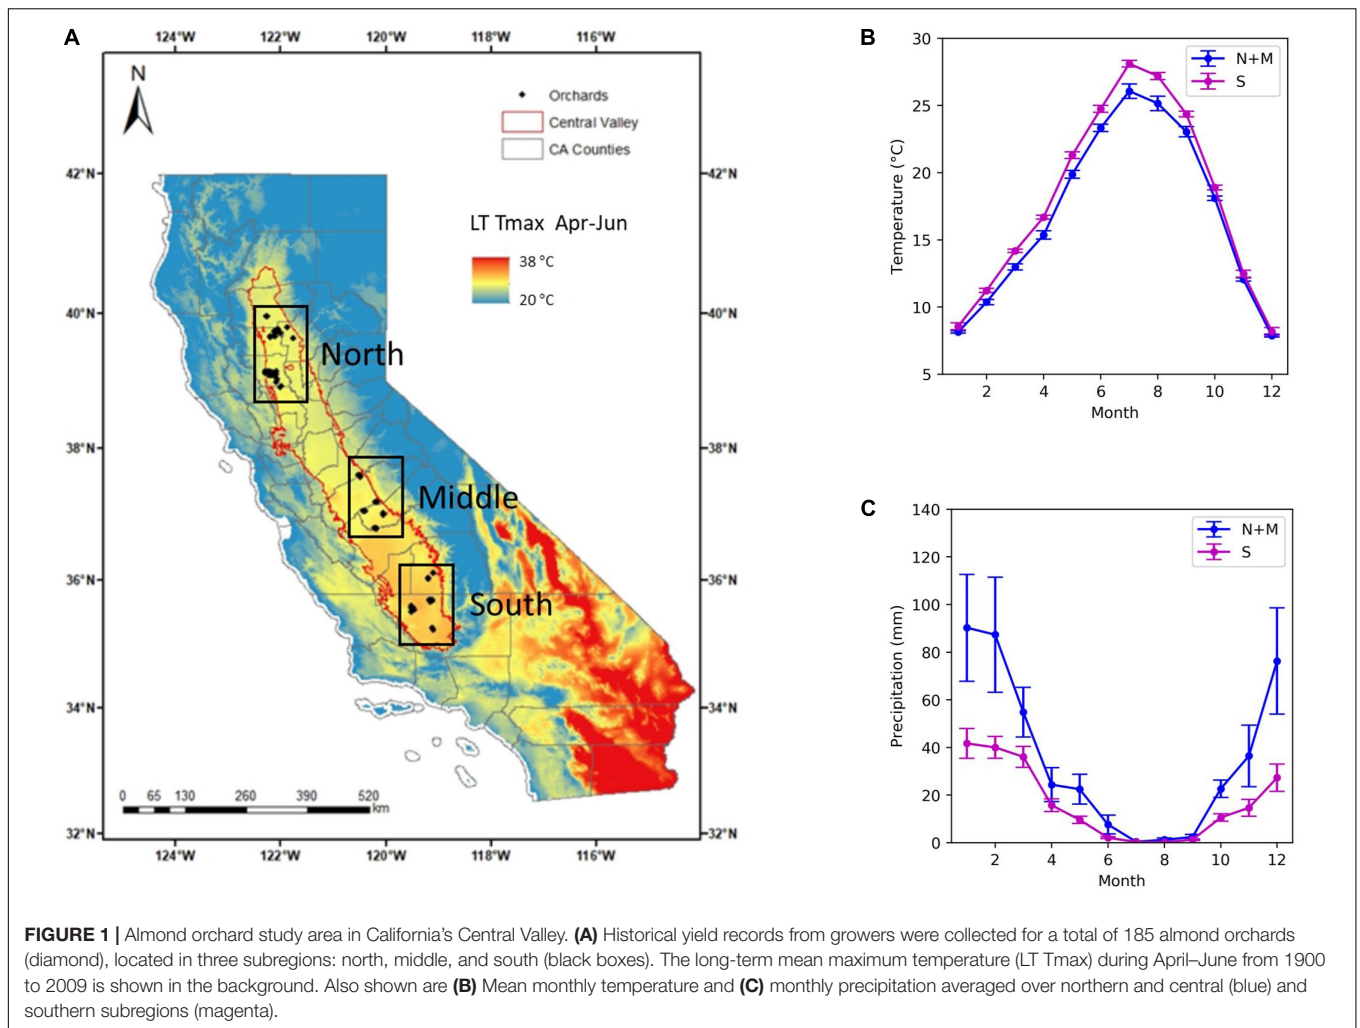 A
124°W 122°W 120°W 118°W 116°W
N
Orchards
Central Valley
CA Counties
42°N 42°N
LT Tmax Apr-Jun
38 °C
20 °C
40°N 40°N
North
38°N 38°N
Middle
36°N 36°N
South
34°N 34°N
0 65 130 260 390 520
km
32°N 32°N
124°W 122°W 120°W 118°W 116°W
B
30
25
20
15
10
5
Temperature (°C)
N+M
S
2 4 6 8 10 12
Month
C
140
120
100
80
60
40
20
0
Precipitation (mm)
N+M
S
2 4 6 8 10 12
Month
FIGURE 1 | Almond orchard study area in California's Central Valley. (A) Historical yield records from growers were collected for a total of 185 almond orchards
(diamond), located in three subregions: north, middle, and south (black boxes). The long-term mean maximum temperature (LT Tmax) during April–June from 1900
to 2009 is shown in the background. Also shown are (B) Mean monthly temperature and (C) monthly precipitation averaged over northern and central (blue) and
southern subregions (magenta).